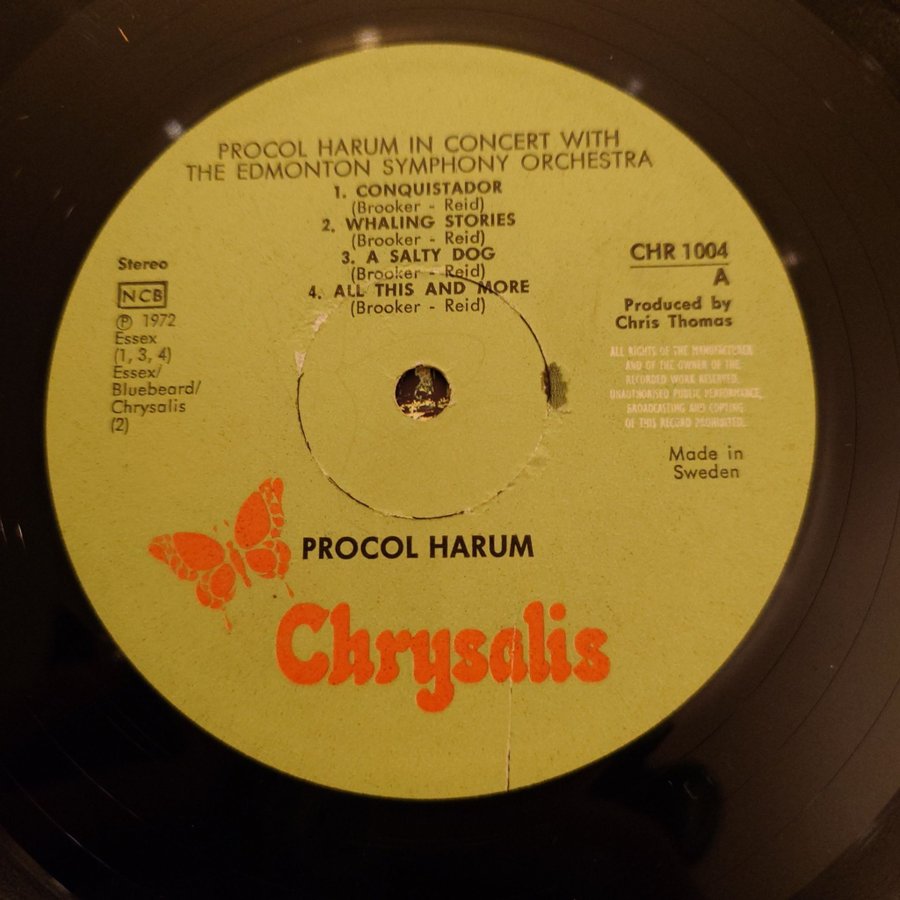 PROCOL HARUM IN CONCERT WITH
THE EDMONTON SYMPHONY ORCHESTRA
1. CONQUISTADOR
(Brooker - Reid)
2. WHALING STORIES
(Brooker - Reid)
3. A SALTY DOG
(Brooker - Reid)
4. ALL THIS AND MORE
(Brooker - Reid)
Stereo
NCB
Ⓟ 1972
Essex
(1, 3, 4)
Essex/
Bluebeard/
Chrysalis
(2)
CHR 1004
A
Produced by
Chris Thomas
ALL RIGHTS OF THE MANUFACTURER
AND OF THE OWNER OF THE
RECORDED WORK RESERVED.
UNAUTHORISED PUBLIC PERFORMANCE,
BROADCASTING AND COPYING
OF THIS RECORD PROHIBITED.
Made in
Sweden
PROCOL HARUM
Chrysalis